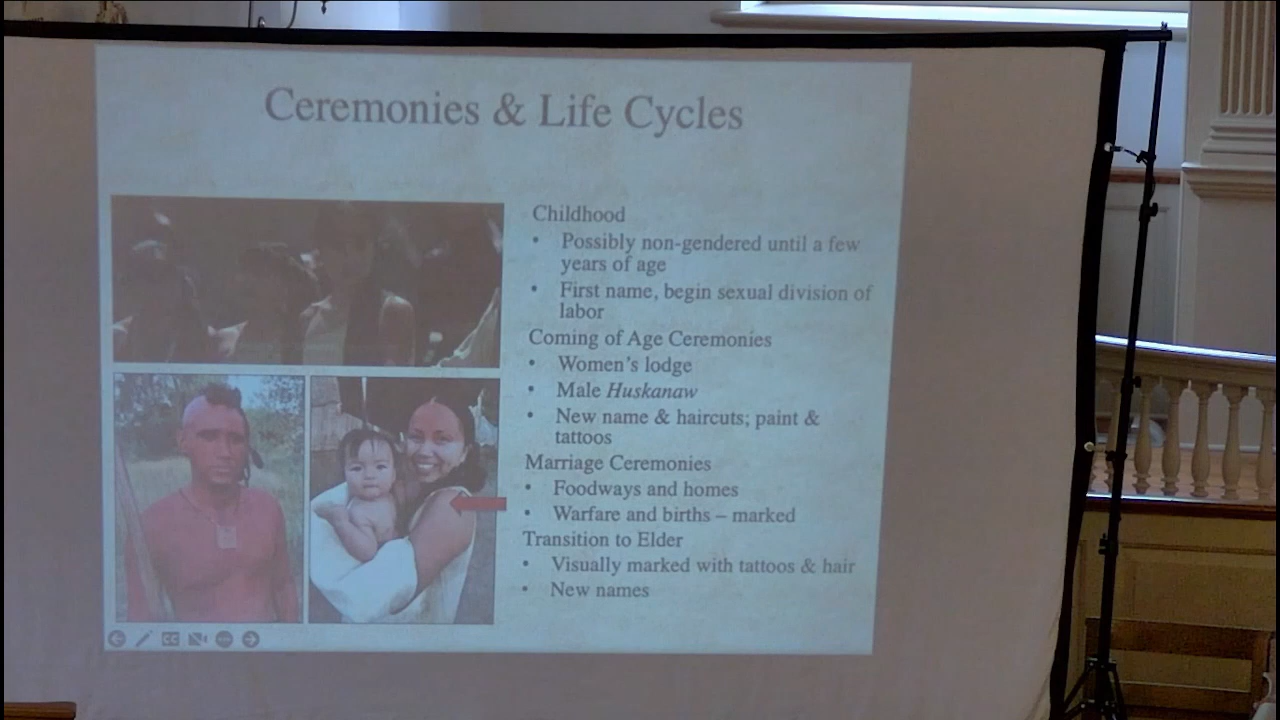 Ceremonies & Life Cycles
Childhood
• Possibly non-gendered until a few
years of age
• First name, begin sexual division of
labor
Coming of Age Ceremonies
• Women's lodge
• Male Huskanaw
• New name & haircuts; paint &
tattoos
Marriage Ceremonies
• Foodways and homes
• Warfare and births – marked
Transition to Elder
• Visually marked with tattoos & hair
• New names
CC